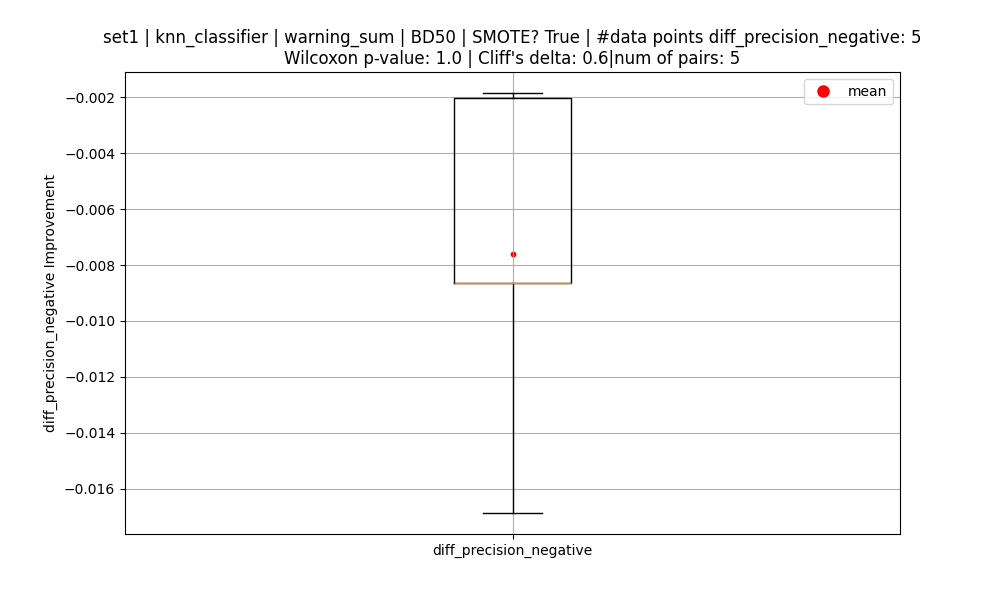 set1 | knn_classifier | warning_sum | BD50 | SMOTE? True | #data points diff_precision_negative: 5
Wilcoxon p-value: 1.0 | Cliff's delta: 0.6|num of pairs: 5
mean
−0.002
−0.004
−0.006
−0.008
−0.010
−0.012
−0.014
−0.016
diff_precision_negative Improvement
diff_precision_negative